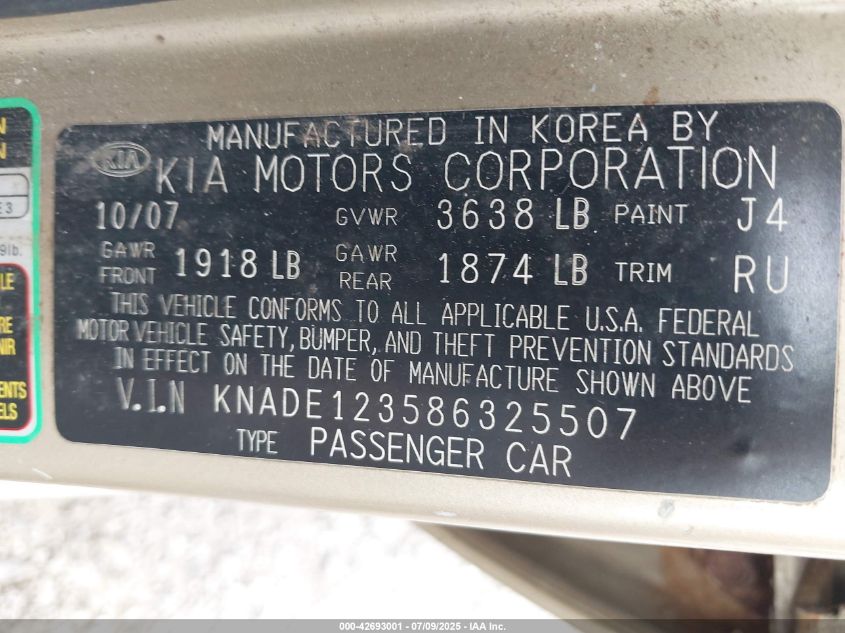 MANUFACTURED IN KOREA BY
KIA KIA MOTORS CORPORATION
10/07 GVWR 3638 LB PAINT J4
GAWR FRONT 1918 LB GAWR REAR 1874 LB TRIM RU
THIS VEHICLE CONFORMS TO ALL APPLICABLE U.S.A. FEDERAL
MOTOR VEHICLE SAFETY, BUMPER, AND THEFT PREVENTION STANDARDS
IN EFFECT ON THE DATE OF MANUFACTURE SHOWN ABOVE
V.I.N KNADE123586325507
TYPE PASSENGER CAR
000-42693001 - 07/09/2025 - IAA Inc.